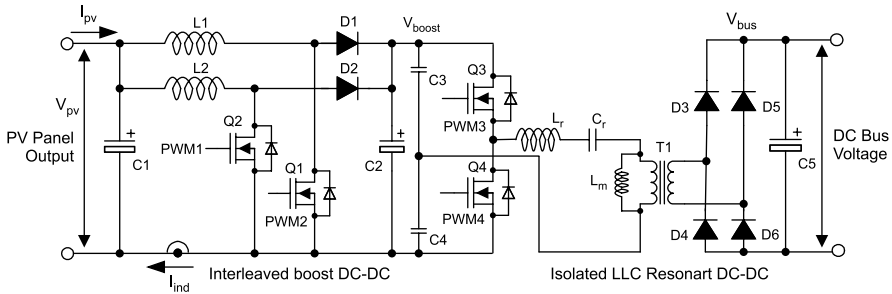 I_pv
L1
D1
V_boost
V_bus
L2
D2
C3
Q3
D3
D5
V_pv
Q2
PWM3
L_r
C_r
PV Panel
Output
C1
PWM1
Q1
C2
Q4
T1
C5
DC Bus
Voltage
PWM2
PWM4
L_m
C4
D4
D6
I_ind
Interleaved boost DC-DC
Isolated LLC Resonart DC-DC